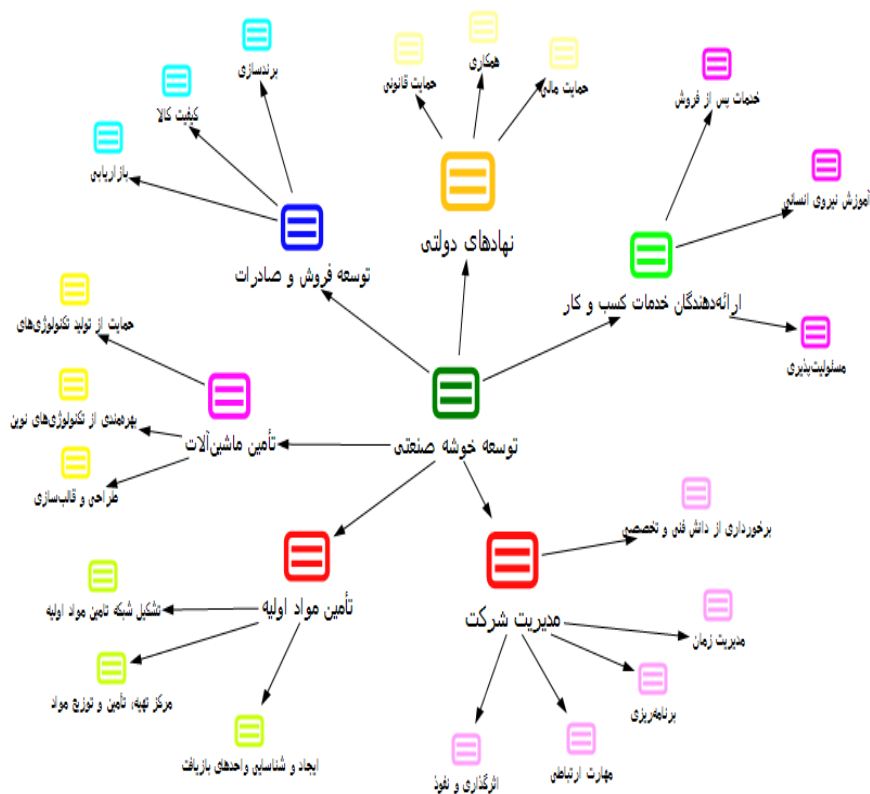 برندسازی
کیفیت کالا
بازاریابی
حمایت قانونی
همکاری
حمایت مالی
خدمات پس از فروش
آموزش نیروی انسانی
مسئولیت‌پذیری
توسعه فروش و صادرات
نهادهای دولتی
ارائه‌دهندگان خدمات کسب و کار
حمایت از تولید تکنولوژی‌های
بهره‌مندی از تکنولوژی‌های نوین
طراحی و قالب‌سازی
تأمین ماشین‌آلات
توسعه خوشه صنعتی
تأمین مواد اولیه
مدیریت شرکت
تشکیل شبکه تامین مواد اولیه
مرکز تهیه، تأمین و توزیع مواد
ایجاد و شناسایی واحدهای بازیافت
برخورداری از دانش فنی و تخصصی
مدیریت زمان
برنامه‌ریزی
مهارت ارتباطی
اثرگذاری و نفوذ